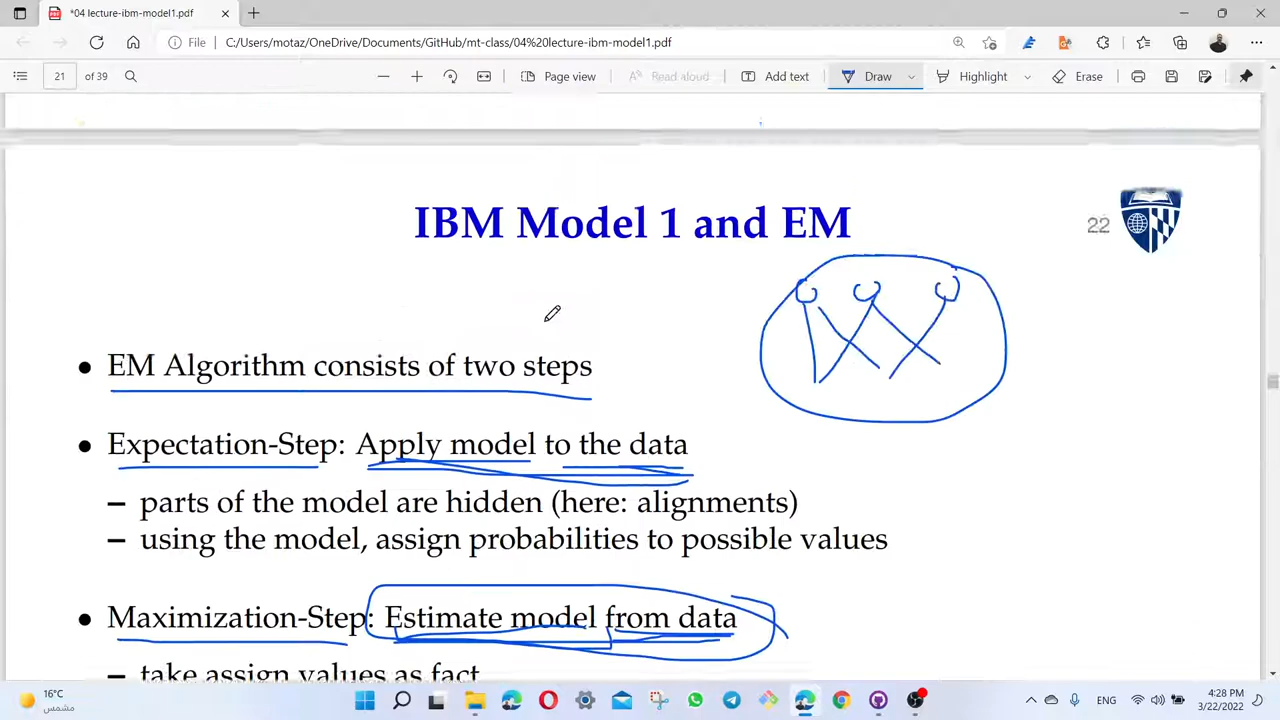 *04 lecture-ibm-model1.pdf
File | C:/Users/motaz/OneDrive/Documents/GitHub/mt-class/04%20lecture-ibm-model1.pdf
21 of 39 Page view Read aloud Add text Draw Highlight Erase
IBM Model 1 and EM
22
● EM Algorithm consists of two steps
● Expectation-Step: Apply model to the data
– parts of the model are hidden (here: alignments)
– using the model, assign probabilities to possible values
● Maximization-Step: Estimate model from data
– take assign values as fact
16°C
مشمس
ENG
4:28 PM
3/22/2022